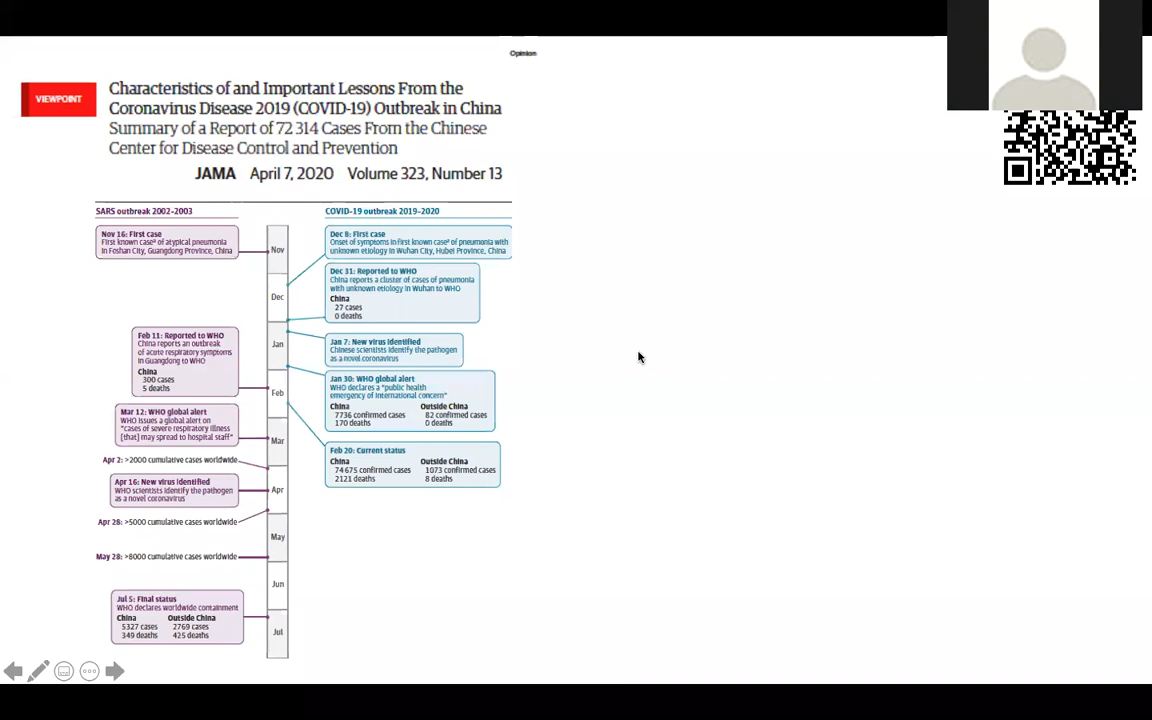 Opinion
VIEWPOINT
Characteristics of and Important Lessons From the
Coronavirus Disease 2019 (COVID-19) Outbreak in China
Summary of a Report of 72 314 Cases From the Chinese
Center for Disease Control and Prevention
JAMA April 7, 2020 Volume 323, Number 13
SARS outbreak 2002-2003
Nov 16: First case
First known caseª of atypical pneumonia
in Foshan City, Guangdong Province, China
Feb 11: Reported to WHO
China reports an outbreak
of acute respiratory symptoms
in Guangdong to WHO
China
300 cases
5 deaths
Mar 12: WHO global alert
WHO issues a global alert on
"cases of severe respiratory illness
[that] may spread to hospital staff"
Apr 2: >2000 cumulative cases worldwide
Apr 16: New virus identified
WHO scientists identify the pathogen
as a novel coronavirus
Apr 28: >5000 cumulative cases worldwide
May 28: >8000 cumulative cases worldwide
Jul 5: Final status
WHO declares worldwide containment
China Outside China
5327 cases 2769 cases
349 deaths 425 deaths
Nov
Dec
Jan
Feb
Mar
Apr
May
Jun
Jul
COVID-19 outbreak 2019-2020
Dec 8: First case
Onset of symptoms in first known caseª of pneumonia with
unknown etiology in Wuhan City, Hubei Province, China
Dec 31: Reported to WHO
China reports a cluster of cases of pneumonia
with unknown etiology in Wuhan to WHO
China
27 cases
0 deaths
Jan 7: New virus identified
Chinese scientists identify the pathogen
as a novel coronavirus
Jan 30: WHO global alert
WHO declares a "public health
emergency of international concern"
China Outside China
7736 confirmed cases 82 confirmed cases
170 deaths 0 deaths
Feb 20: Current status
China Outside China
74 675 confirmed cases 1073 confirmed cases
2121 deaths 8 deaths